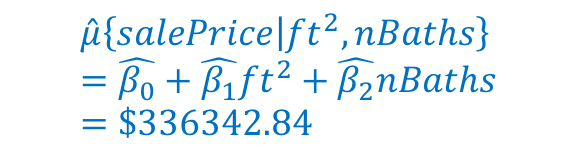 μ̂{salePrice|ft², nBaths}
= β̂₀ + β̂₁ft² + β̂₂nBaths
= $336342.84